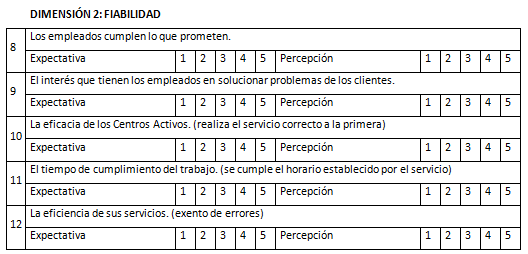 DIMENSIÓN 2: FIABILIDAD
8 Los empleados cumplen lo que prometen.
Expectativa 1 2 3 4 5 Percepción 1 2 3 4 5
9 El interés que tienen los empleados en solucionar problemas de los clientes.
Expectativa 1 2 3 4 5 Percepción 1 2 3 4 5
10 La eficacia de los Centros Activos. (realiza el servicio correcto a la primera)
Expectativa 1 2 3 4 5 Percepción 1 2 3 4 5
11 El tiempo de cumplimiento del trabajo. (se cumple el horario establecido por el servicio)
Expectativa 1 2 3 4 5 Percepción 1 2 3 4 5
12 La eficiencia de sus servicios. (exento de errores)
Expectativa 1 2 3 4 5 Percepción 1 2 3 4 5